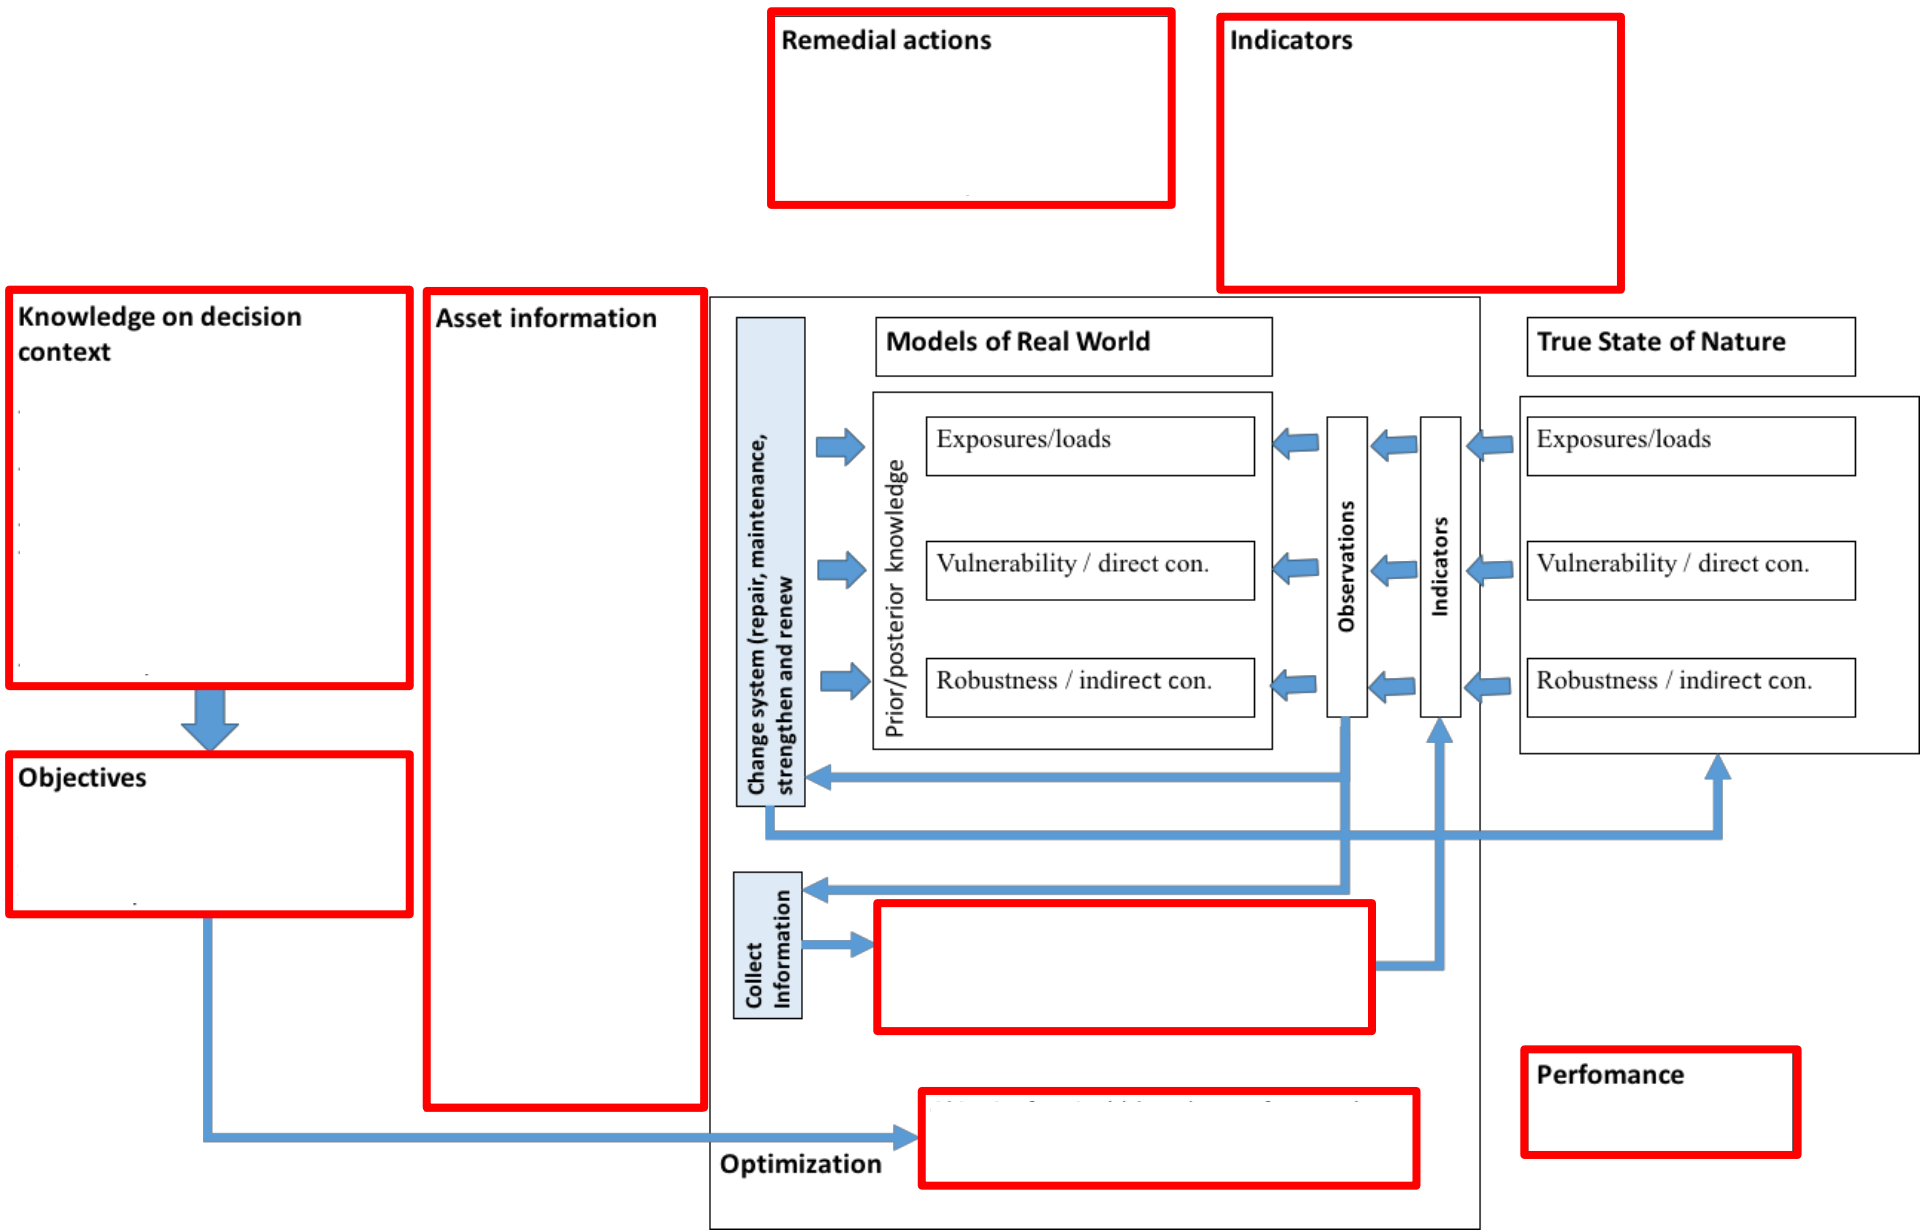 Remedial actions
Indicators
Knowledge on decision
context
Asset information
Change system (repair, maintenance,
strengthen and renew
Models of Real World
True State of Nature
Prior/posterior knowledge
Exposures/loads
Vulnerability / direct con.
Robustness / indirect con.
Observations
Indicators
Exposures/loads
Vulnerability / direct con.
Robustness / indirect con.
Objectives
Collect
Information
Perfomance
Optimization